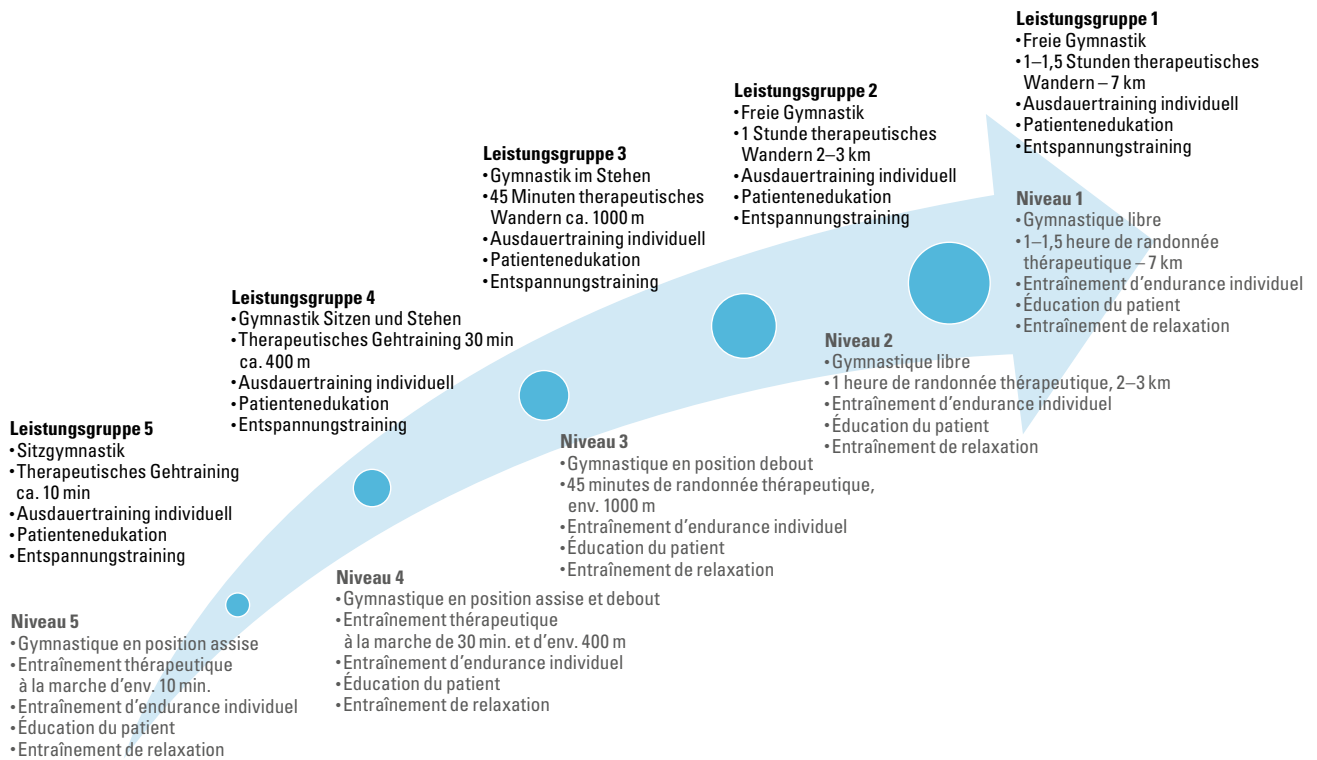 Leistungsgruppe 1
•Freie Gymnastik
•1–1,5 Stunden therapeutisches
Wandern – 7 km
•Ausdauertraining individuell
•Patientenedukation
•Entspannungstraining
Leistungsgruppe 2
•Freie Gymnastik
•1 Stunde therapeutisches
Wandern 2–3 km
•Ausdauertraining individuell
•Patientenedukation
•Entspannungstraining
Leistungsgruppe 3
•Gymnastik im Stehen
•45 Minuten therapeutisches
Wandern ca. 1000 m
•Ausdauertraining individuell
•Patientenedukation
•Entspannungstraining
Leistungsgruppe 4
•Gymnastik Sitzen und Stehen
•Therapeutisches Gehtraining 30 min
ca. 400 m
•Ausdauertraining individuell
•Patientenedukation
•Entspannungstraining
Leistungsgruppe 5
•Sitzgymnastik
•Therapeutisches Gehtraining
ca. 10 min
•Ausdauertraining individuell
•Patientenedukation
•Entspannungstraining
Niveau 1
•Gymnastique libre
•1–1,5 heure de randonnée
thérapeutique – 7 km
•Entraînement d'endurance individuel
•Éducation du patient
•Entraînement de relaxation
Niveau 2
•Gymnastique libre
•1 heure de randonnée thérapeutique, 2–3 km
•Entraînement d'endurance individuel
•Éducation du patient
•Entraînement de relaxation
Niveau 3
•Gymnastique en position debout
•45 minutes de randonnée thérapeutique,
env. 1000 m
•Entraînement d'endurance individuel
•Éducation du patient
•Entraînement de relaxation
Niveau 4
•Gymnastique en position assise et debout
•Entraînement thérapeutique
à la marche de 30 min. et d'env. 400 m
•Entraînement d'endurance individuel
•Éducation du patient
•Entraînement de relaxation
Niveau 5
•Gymnastique en position assise
•Entraînement thérapeutique
à la marche d'env. 10 min.
•Entraînement d'endurance individuel
•Éducation du patient
•Entraînement de relaxation